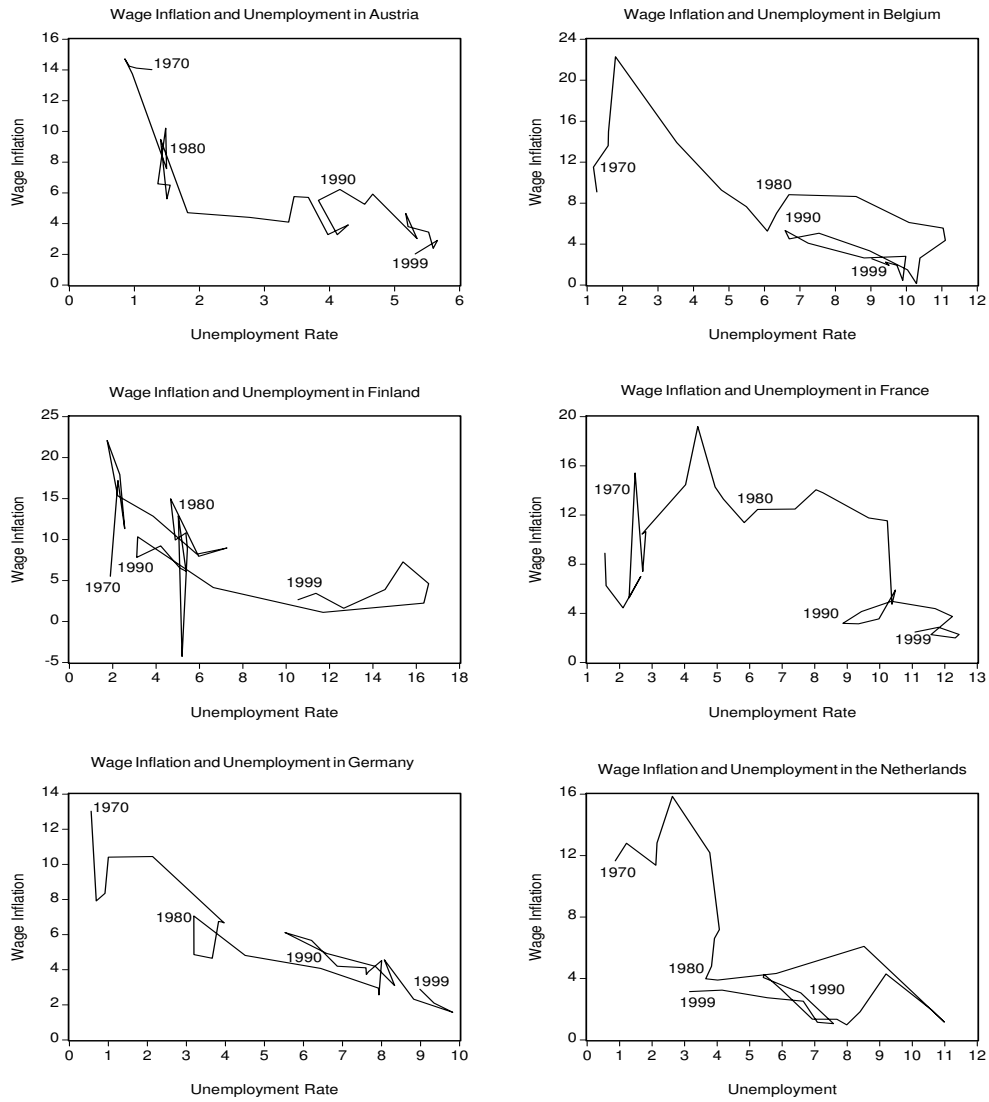 Wage Inflation and Unemployment in Austria
16
14
12
10
8
6
4
2
0
Wage Inflation
1970
1980
1990
1999
0 1 2 3 4 5 6
Unemployment Rate
Wage Inflation and Unemployment in Belgium
24
20
16
12
8
4
0
Wage Inflation
1970
1980
1990
1999
1 2 3 4 5 6 7 8 9 10 11 12
Unemployment Rate
Wage Inflation and Unemployment in Finland
25
20
15
10
5
0
-5
Wage Inflation
1980
1990
1970
1999
0 2 4 6 8 10 12 14 16 18
Unemployment Rate
Wage Inflation and Unemployment in France
20
16
12
8
4
0
Wage Inflation
1970
1980
1990
1999
1 2 3 4 5 6 7 8 9 10 11 12 13
Unemployment Rate
Wage Inflation and Unemployment in Germany
14
12
10
8
6
4
2
0
Wage Inflation
1970
1980
1990
1999
0 1 2 3 4 5 6 7 8 9 10
Unemployment Rate
Wage Inflation and Unemployment in the Netherlands
16
12
8
4
0
Wage Inflation
1970
1980
1990
1999
0 1 2 3 4 5 6 7 8 9 10 11 12
Unemployment